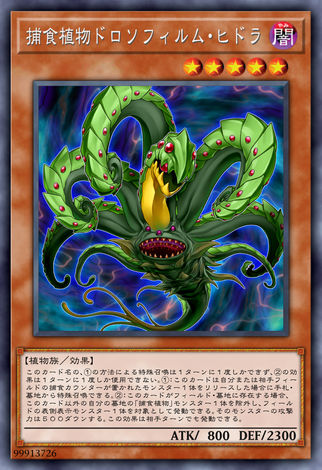 捕食植物ドロソフィルム・ヒドラ
闇
やみ
【植物族／効果】
このカード名の、①の方法による特殊召喚は１ターンに１度しかできず、②の効
果は１ターンに１度しか使用できない。①：このカードは自分または相手フィー
ルドの捕食カウンターが置かれたモンスター１体をリリースした場合に手札・
墓地から特殊召喚できる。②：このカードがフィールド・墓地に存在する場合、
このカード以外の自分の墓地の「捕食植物」モンスター１体を除外し、フィール
ドの表側表示モンスター１体を対象として発動できる。そのモンスターの攻撃
力は５００ダウンする。この効果は相手ターンでも発動できる。
ATK/ 800 DEF/2300
99913726